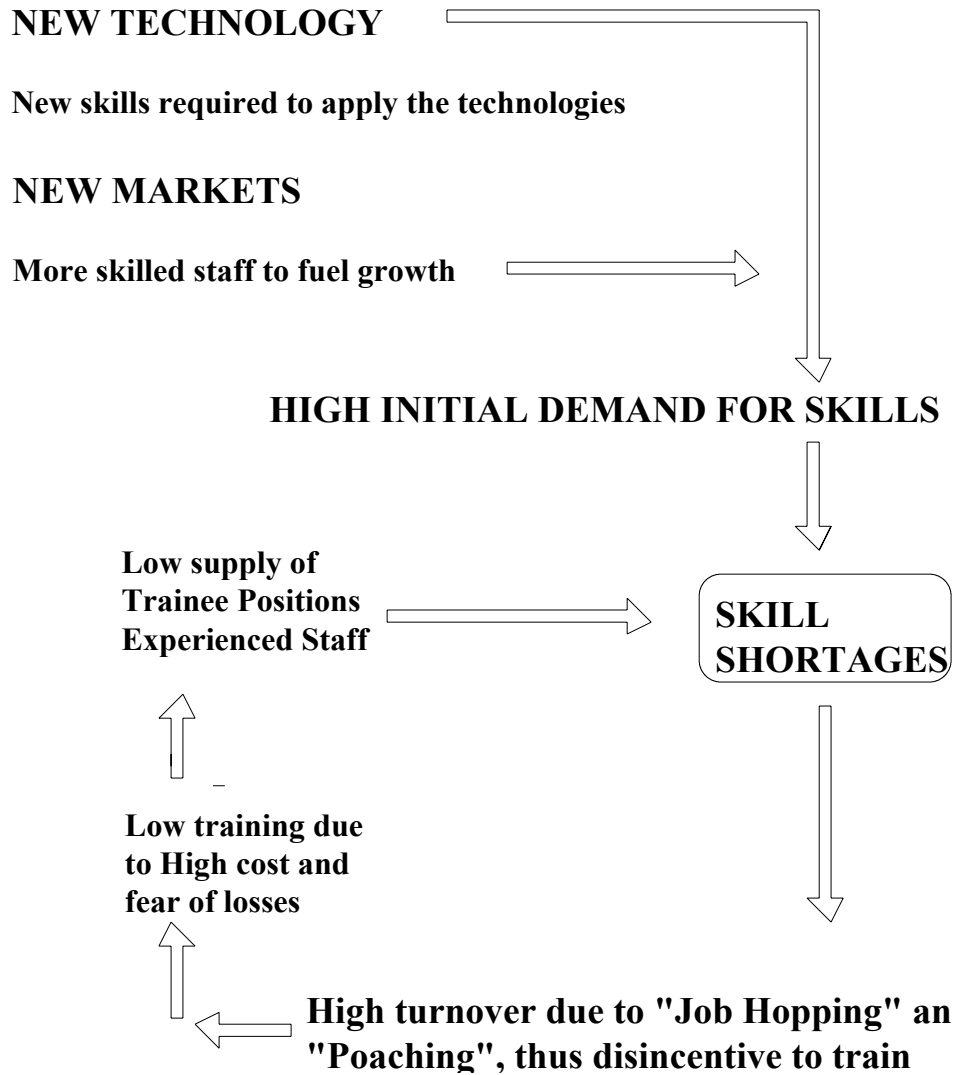 NEW TECHNOLOGY
New skills required to apply the technologies
NEW MARKETS
More skilled staff to fuel growth
HIGH INITIAL DEMAND FOR SKILLS
Low supply of
Trainee Positions
Experienced Staff
SKILL
SHORTAGES
Low training due
to High cost and
fear of losses
High turnover due to "Job Hopping" an
"Poaching", thus disincentive to train